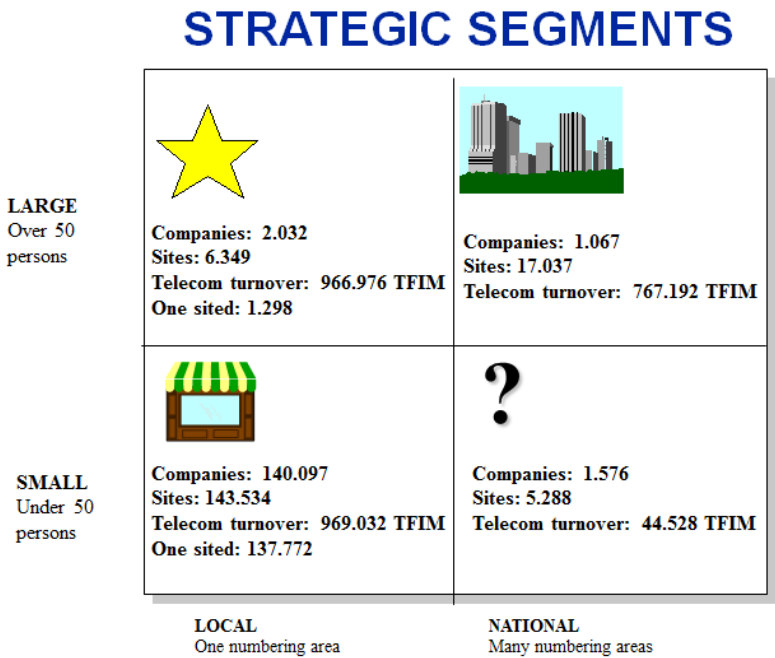 STRATEGIC SEGMENTS
LARGE
Over 50
persons
Companies: 2.032
Sites: 6.349
Telecom turnover: 966.976 TFIM
One sited: 1.298
Companies: 1.067
Sites: 17.037
Telecom turnover: 767.192 TFIM
SMALL
Under 50
persons
Companies: 140.097
Sites: 143.534
Telecom turnover: 969.032 TFIM
One sited: 137.772
?
Companies: 1.576
Sites: 5.288
Telecom turnover: 44.528 TFIM
LOCAL
One numbering area
NATIONAL
Many numbering areas